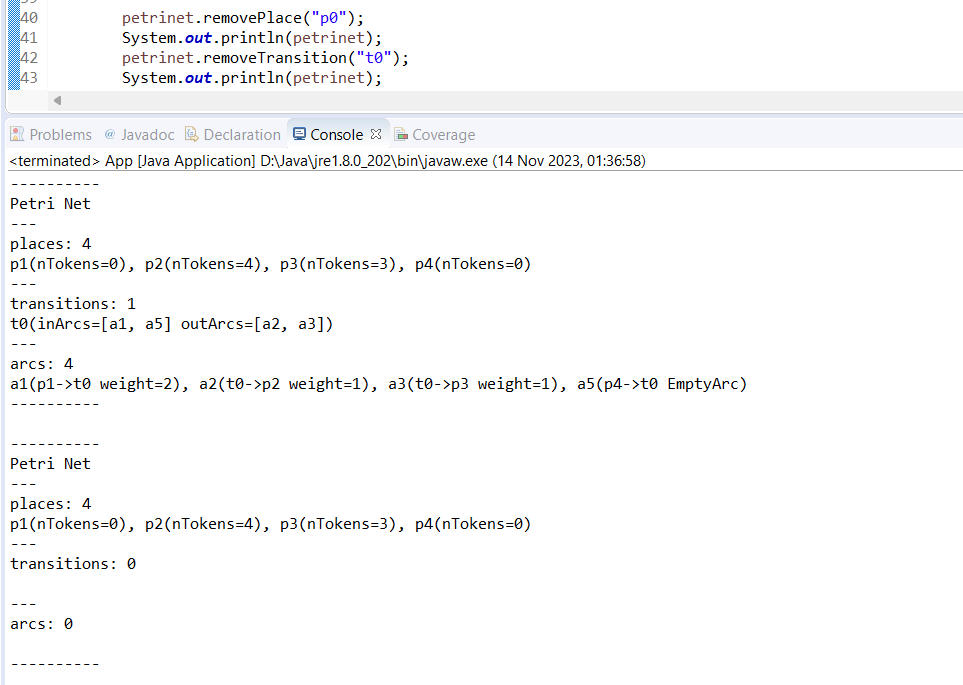 40 petrinet.removePlace("p0");
41 System.out.println(petrinet);
42 petrinet.removeTransition("t0");
43 System.out.println(petrinet);
Problems @ Javadoc Declaration Console Coverage
<terminated> App [Java Application] D:\Java\jre1.8.0_202\bin\javaw.exe (14 Nov 2023, 01:36:58)
----------
Petri Net
---
places: 4
p1(nTokens=0), p2(nTokens=4), p3(nTokens=3), p4(nTokens=0)
---
transitions: 1
t0(inArcs=[a1, a5] outArcs=[a2, a3])
---
arcs: 4
a1(p1->t0 weight=2), a2(t0->p2 weight=1), a3(t0->p3 weight=1), a5(p4->t0 EmptyArc)
----------
----------
Petri Net
---
places: 4
p1(nTokens=0), p2(nTokens=4), p3(nTokens=3), p4(nTokens=0)
---
transitions: 0
---
arcs: 0
----------